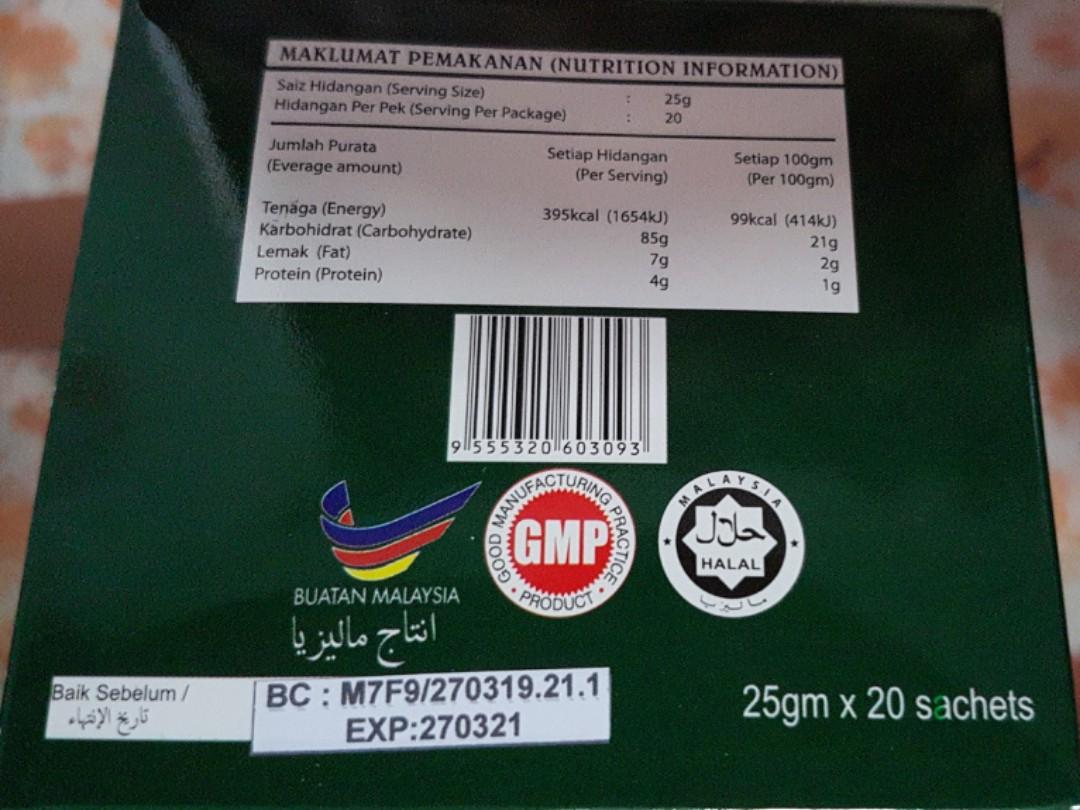 MAKLUMAT PEMAKANAN (NUTRITION INFORMATION)
Saiz Hidangan (Serving Size) : 25g
Hidangan Per Pek (Serving Per Package) : 20
Jumlah Purata Setiap Hidangan Setiap 100gm
(Everage amount) (Per Serving) (Per 100gm)
Tenaga (Energy) 395kcal (1654kJ) 99kcal (414kJ)
Karbohidrat (Carbohydrate) 85g 21g
Lemak (Fat) 7g 2g
Protein (Protein) 4g 1g
9 555320 603093
GOOD MANUFACTURING PRACTICE
GMP
PRODUCT
MALAYSIA
حلال
HALAL
ماليزيا
BUATAN MALAYSIA
انتاج ماليزيا
Baik Sebelum /
تاريخ الإنتهاء
BC : M7F9/270319.21.1
EXP:270321
25gm x 20 sachets